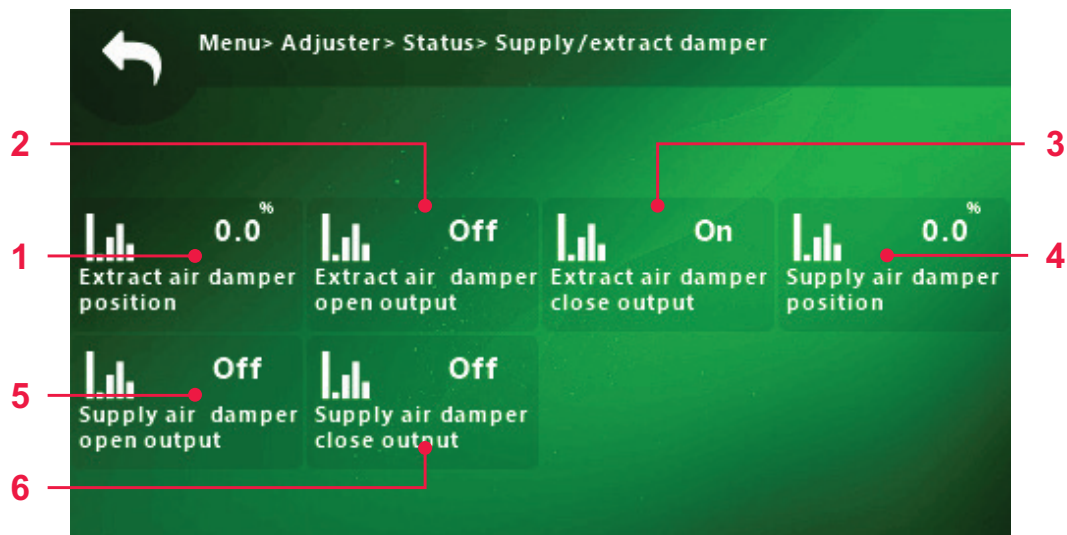 Menu> Adjuster> Status> Supply/extract damper
2
3
1
0.0 %
Extract air damper
position
Off
Extract air damper
open output
On
Extract air damper
close output
0.0 %
Supply air damper
position
4
5
Off
Supply air damper
open output
Off
Supply air damper
close output
6